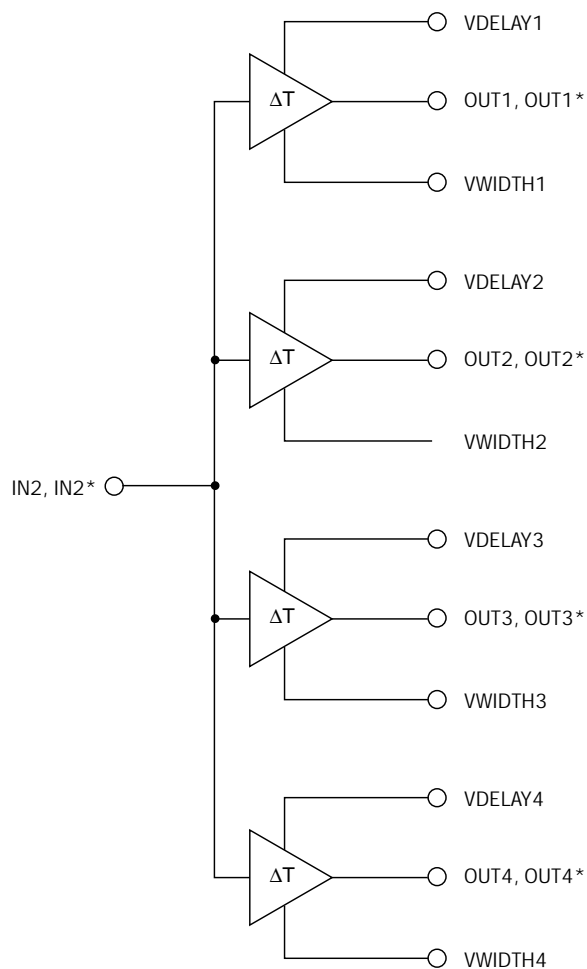 VDELAY1
ΔT
OUT1, OUT1*
VWIDTH1
VDELAY2
ΔT
OUT2, OUT2*
VWIDTH2
IN2, IN2*
VDELAY3
ΔT
OUT3, OUT3*
VWIDTH3
VDELAY4
ΔT
OUT4, OUT4*
VWIDTH4